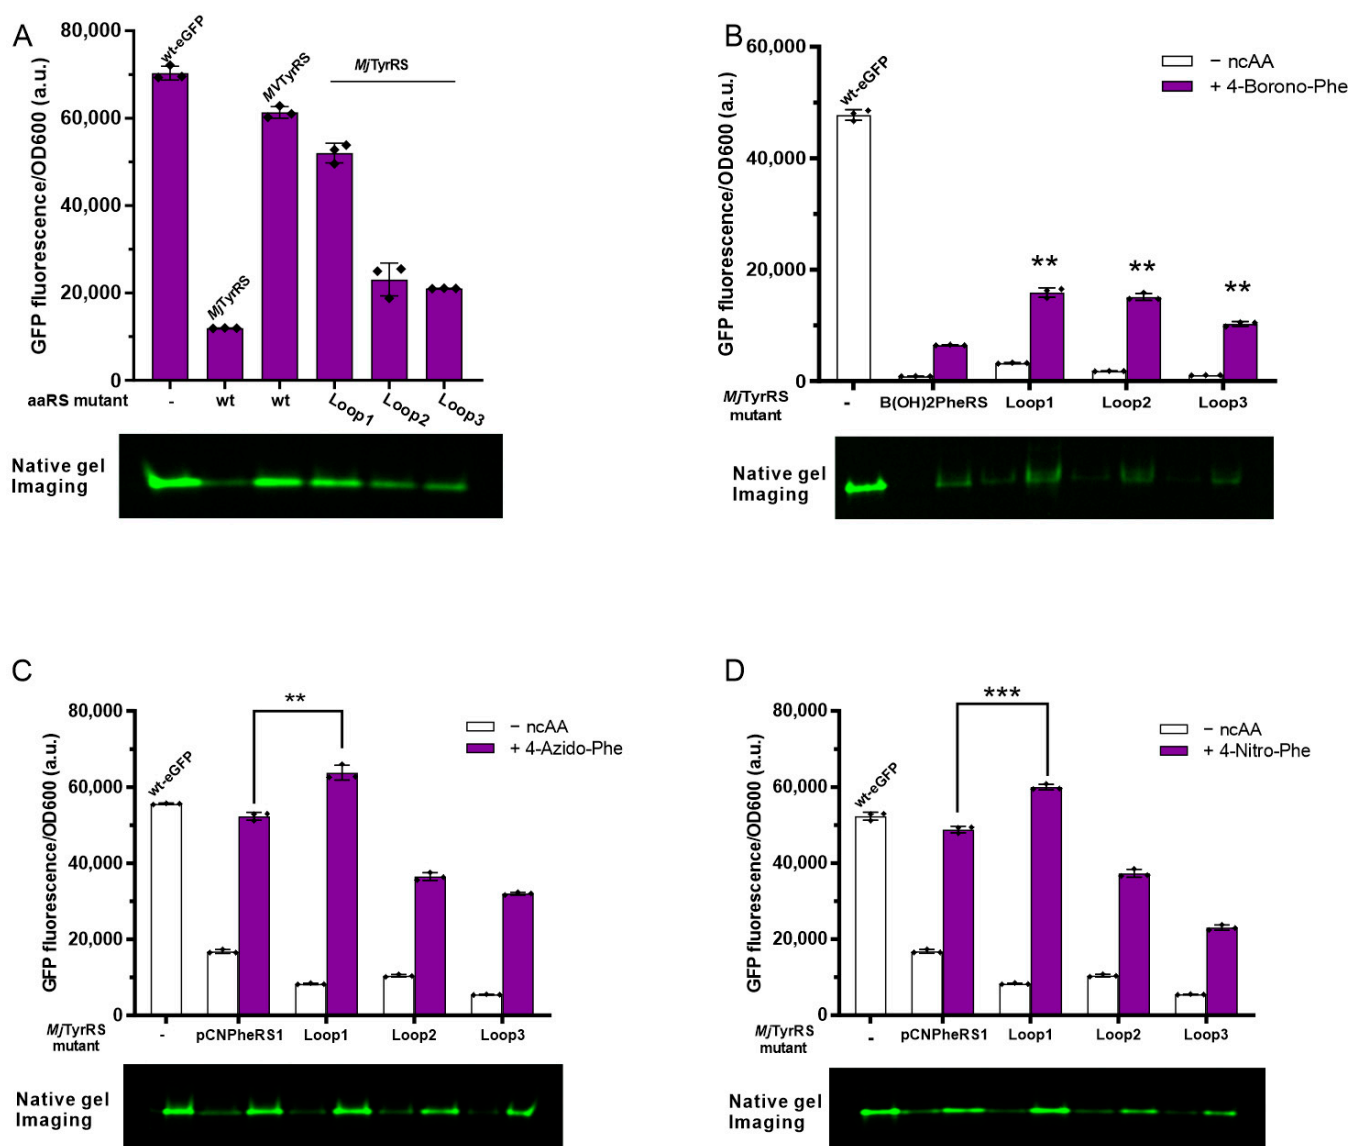 A
GFP fluorescence/OD600 (a.u.)
80,000
60,000
40,000
20,000
0
wt-eGFP
MjTyrRS
MVTyrRS
MjTyrRS
aaRS mutant
- wt wt Loop1 Loop2 Loop3
Native gel
Imaging
B
GFP fluorescence/OD600 (a.u.)
60,000
40,000
20,000
0
wt-eGFP
− ncAA
+ 4-Borono-Phe
** ** **
MjTyrRS
mutant
- B(OH)2PheRS Loop1 Loop2 Loop3
Native gel
Imaging
C
GFP fluorescence/OD600 (a.u.)
80,000
60,000
40,000
20,000
0
wt-eGFP
**
− ncAA
+ 4-Azido-Phe
MjTyrRS
mutant
- pCNPheRS1 Loop1 Loop2 Loop3
Native gel
Imaging
D
GFP fluorescence/OD600 (a.u.)
80,000
60,000
40,000
20,000
0
wt-eGFP
***
− ncAA
+ 4-Nitro-Phe
MjTyrRS
mutant
- pCNPheRS1 Loop1 Loop2 Loop3
Native gel
Imaging